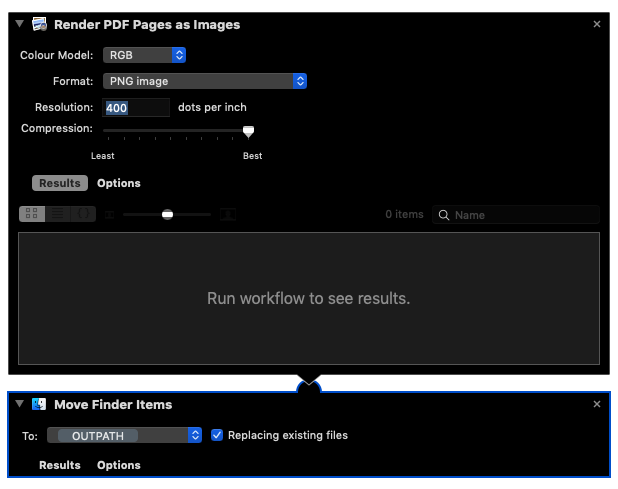 Render PDF Pages as Images
Colour Model: RGB
Format: PNG image
Resolution: 400 dots per inch
Compression:
Least Best
Results Options
0 items Name
Run workflow to see results.
Move Finder Items
To: OUTPATH Replacing existing files
Results Options